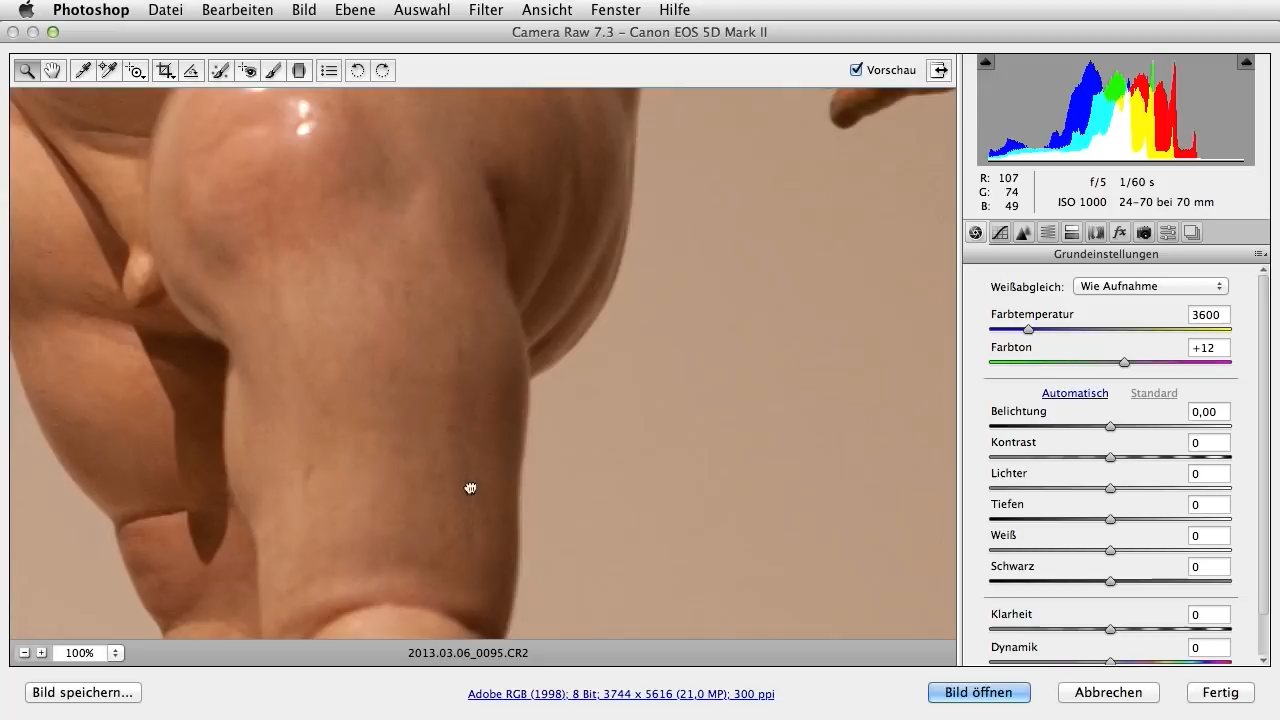 Photoshop Datei Bearbeiten Bild Ebene Auswahl Filter Ansicht Fenster Hilfe
Camera Raw 7.3 – Canon EOS 5D Mark II
Vorschau
R: 107
G: 74
B: 49
f/5 1/60 s
ISO 1000 24-70 bei 70 mm
fx
Grundeinstellungen
Weißabgleich: Wie Aufnahme
Farbtemperatur 3600
Farbton +12
Automatisch Standard
Belichtung 0,00
Kontrast 0
Lichter 0
Tiefen 0
Weiß 0
Schwarz 0
Klarheit 0
Dynamik 0
100%
2013.03.06_0095.CR2
Bild speichern...
Adobe RGB (1998); 8 Bit; 3744 x 5616 (21,0 MP); 300 ppi
Bild öffnen
Abbrechen
Fertig